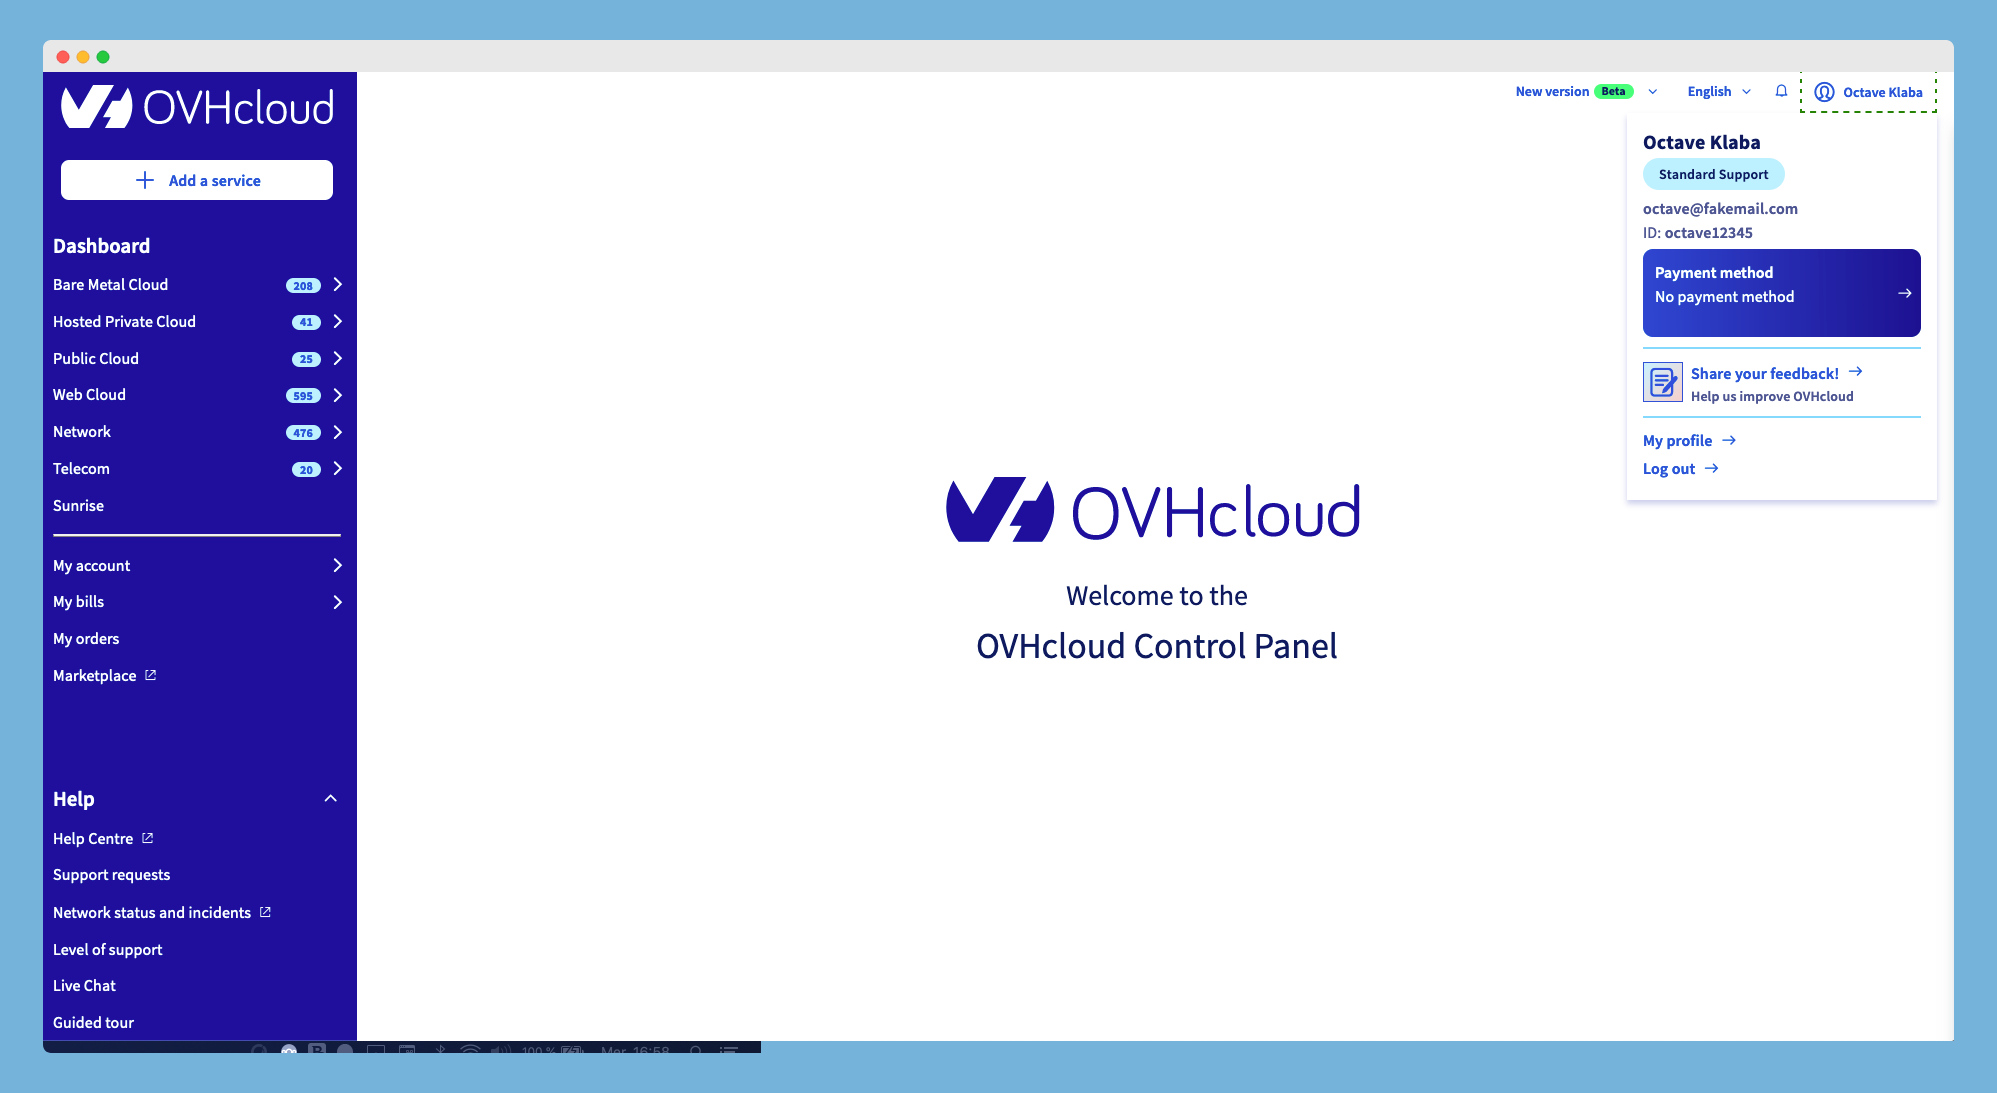 OVHcloud
Add a service
Dashboard
Bare Metal Cloud 208
Hosted Private Cloud 41
Public Cloud 25
Web Cloud 595
Network 476
Telecom 20
Sunrise
My account
My bills
My orders
Marketplace
Help
Help Centre
Support requests
Network status and incidents
Level of support
Live Chat
Guided tour
New version Beta English Octave Klaba
Octave Klaba
Standard Support
octave@fakemail.com
ID: octave12345
Payment method
No payment method
Share your feedback!
Help us improve OVHcloud
My profile
Log out
OVHcloud
Welcome to the
OVHcloud Control Panel
100 % Mer. 16:58